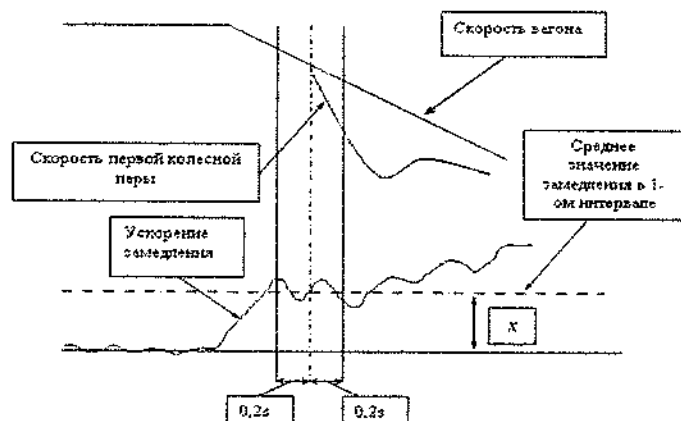 Скорость вагона
Скорость первой колесной
пары
Среднее
значение
замедления в 1-
ом интервале
Ускорение
замедления
x
0,2s
0,2s